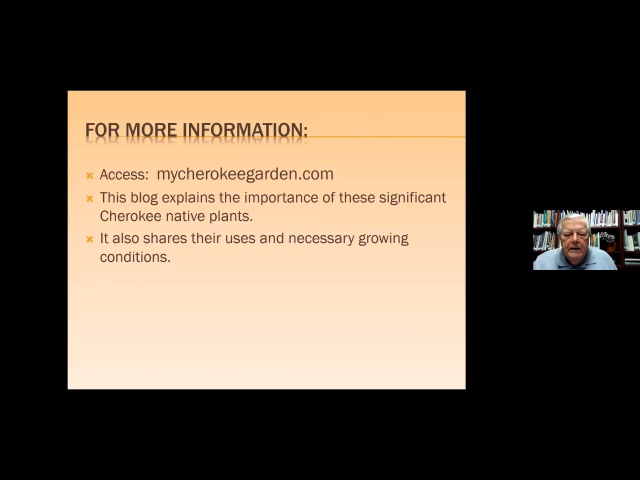 FOR MORE INFORMATION:
Access: mycherokeegarden.com
This blog explains the importance of these significant
Cherokee native plants.
It also shares their uses and necessary growing
conditions.